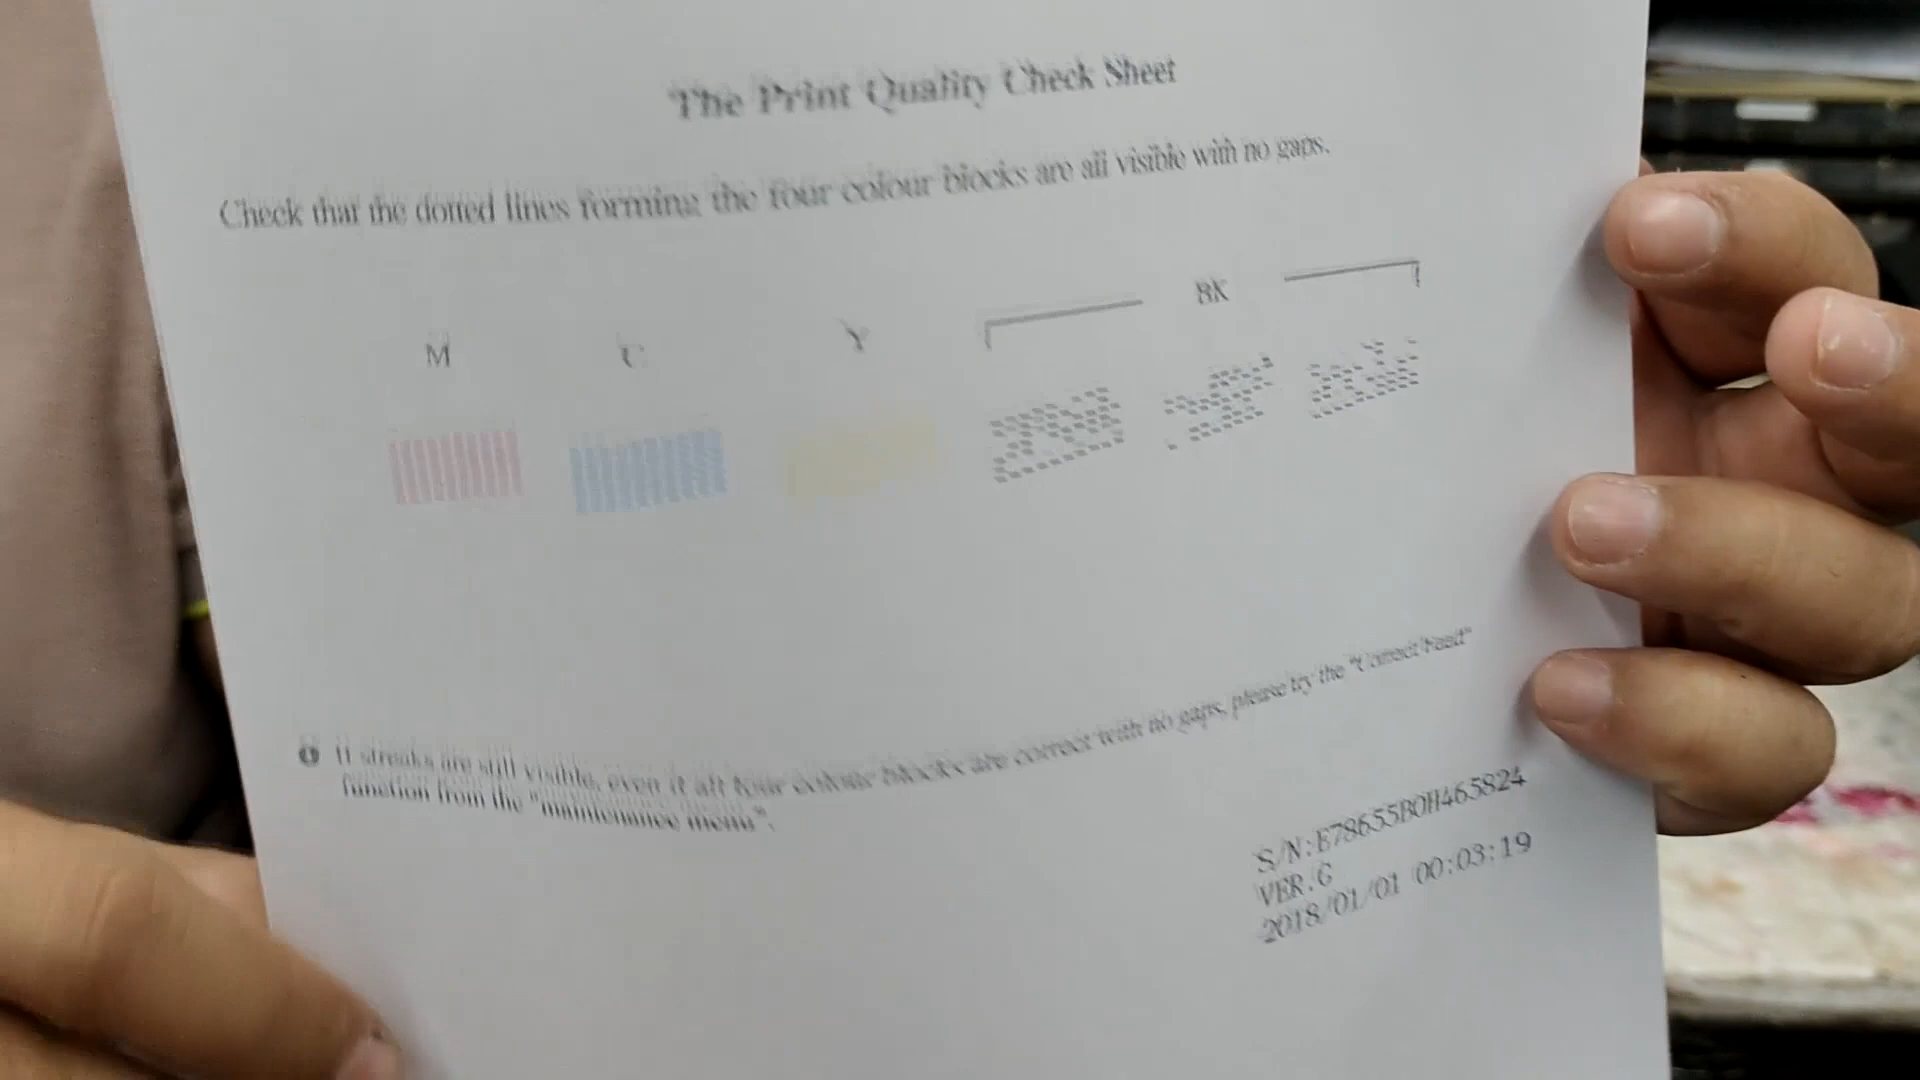 The Print Quality Check Sheet
Check that the dotted lines forming the four colour blocks are all visible with no gaps.
M C Y BK
If streaks are still visible, even if all four colour blocks are correct with no gaps, please try the "Correct Feed"
function from the "maintenance menu".
S/N:E78655B0H465824
VER.G
2018/01/01 00:03:19